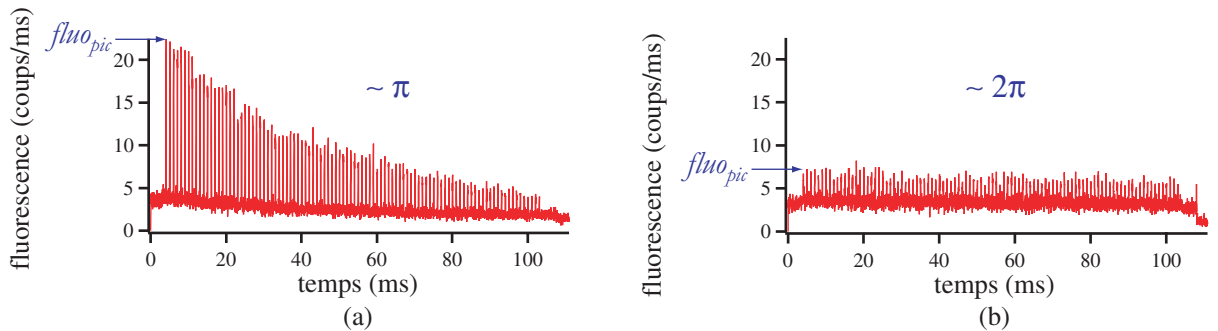 fluorescence (coups/ms)
fluo_pic
~ π
20
15
10
5
0
0 20 40 60 80 100
temps (ms)
(a)
fluorescence (coups/ms)
fluo_pic
~ 2π
20
15
10
5
0
0 20 40 60 80 100
temps (ms)
(b)